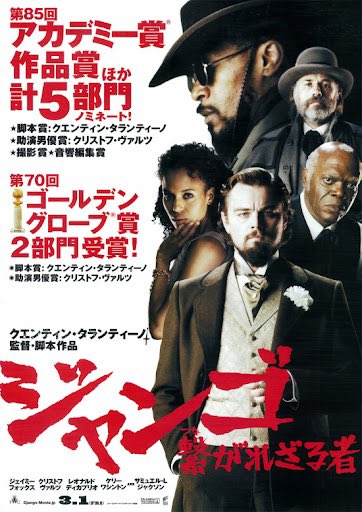 第85回
アカデミー賞®
作品賞ほか
計5部門
ノミネート!
★脚本賞:クエンティン・タランティーノ
★助演男優賞:クリストフ・ヴァルツ
★撮影賞★音響編集賞
第70回
ゴールデン
グローブ®賞
2部門受賞!
★脚本賞:クエンティン・タランティーノ
★助演男優賞:クリストフ・ヴァルツ
クエンティン・タランティーノ
監督・脚本作品
ジャンゴ
繋がれざる者
ジェイミー・フォックス
クリストフ・ヴァルツ
レオナルド・ディカプリオ
ケリー・ワシントン
AND サミュエル・L・ジャクソン
Django-Movie.jp
3.1(FRI)